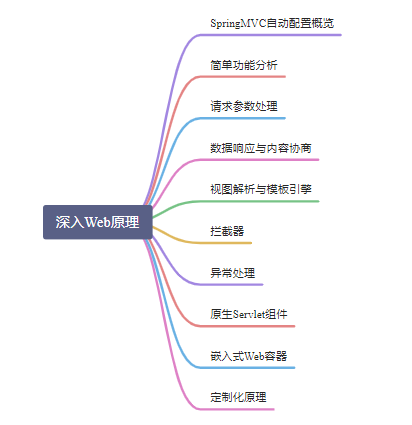 SpringMVC自动配置概览
简单功能分析
请求参数处理
数据响应与内容协商
视图解析与模板引擎
深入Web原理
拦截器
异常处理
原生Servlet组件
嵌入式Web容器
定制化原理